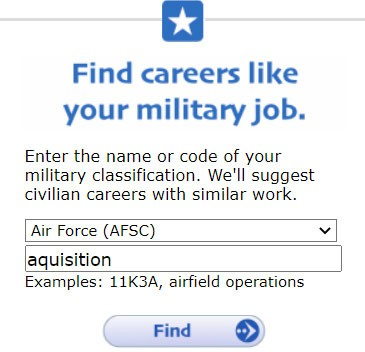 Find careers like
your military job.
Enter the name or code of your
military classification. We'll suggest
civilian careers with similar work.
Air Force (AFSC)
aquisition
Examples: 11K3A, airfield operations
Find